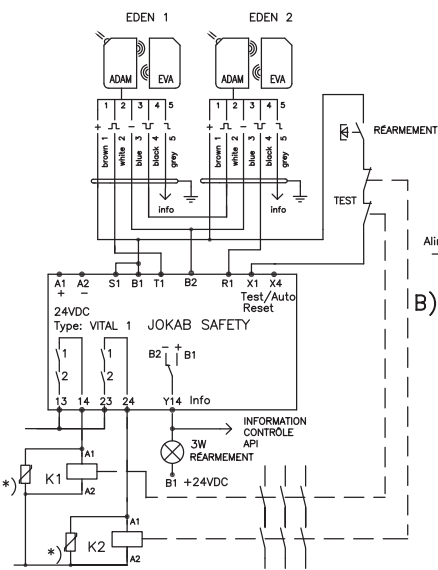 EDEN 1 EDEN 2
ADAM EVA ADAM EVA
1 2 3 4 5 1 2 3 4 5
+ − + −
brown 1 white 2 blue 3 black 4 grey 5 brown 1 white 2 blue 3 black 4 grey 5
RÉARMEMENT
info info
TEST
Alin
A1 A2 S1 B1 T1 B2 R1 X1 X4
+ − Test/Auto
Reset
24VDC
Type: VITAL 1 JOKAB SAFETY
B)
B2 − + B1
1 1
2 2
13 14 23 24 Y14 Info
INFORMATION
CONTRÔLE
API
3W
RÉARMEMENT
B1 +24VDC
A1
*) K1
A2
A1
*) K2
A2